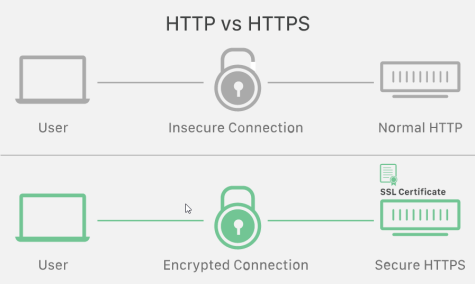 HTTP vs HTTPS
User Insecure Connection Normal HTTP
SSL Certificate
User Encrypted Connection Secure HTTPS